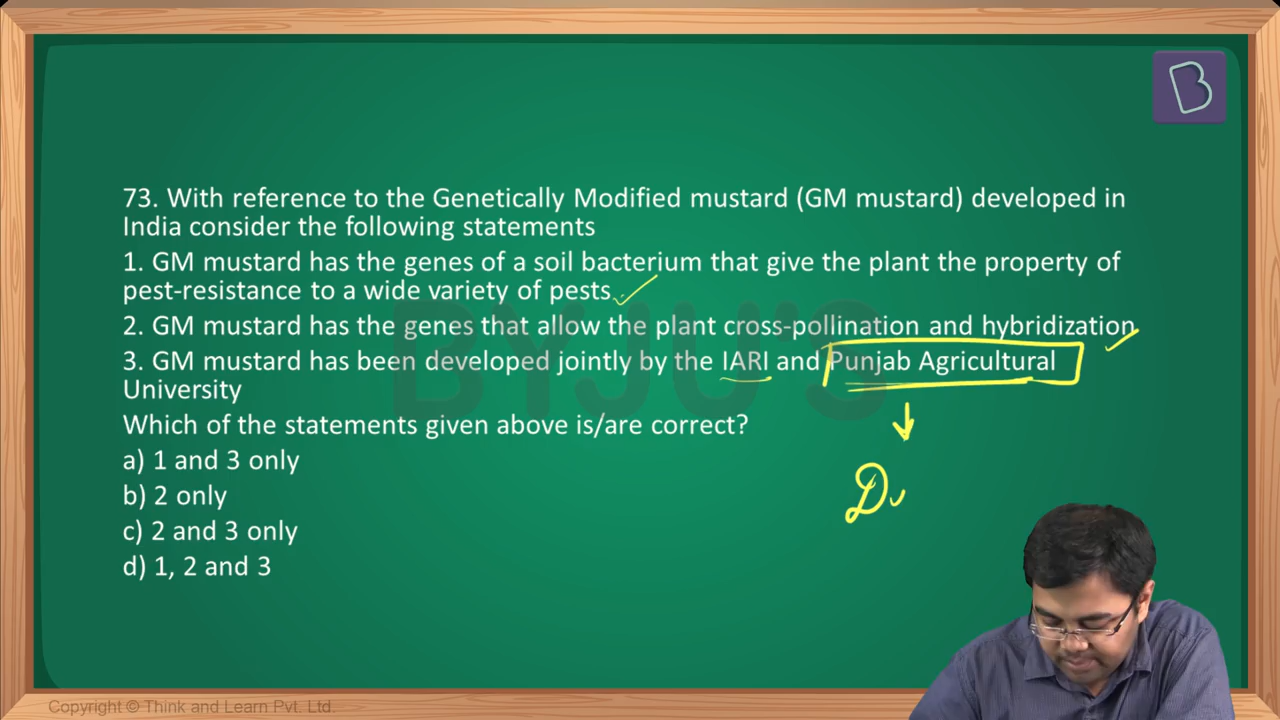 B
73. With reference to the Genetically Modified mustard (GM mustard) developed in
India consider the following statements
1. GM mustard has the genes of a soil bacterium that give the plant the property of
pest-resistance to a wide variety of pests
2. GM mustard has the genes that allow the plant cross-pollination and hybridization
3. GM mustard has been developed jointly by the IARI and Punjab Agricultural
University
Which of the statements given above is/are correct?
a) 1 and 3 only
b) 2 only
c) 2 and 3 only
d) 1, 2 and 3
BYJU'S
Copyright © Think and Learn Pvt. Ltd.